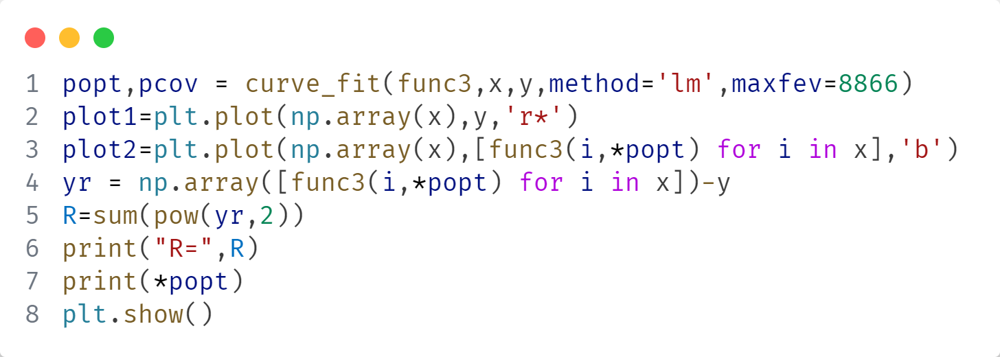 1 popt,pcov = curve_fit(func3,x,y,method='lm',maxfev=8866)
2 plot1=plt.plot(np.array(x),y,'r*')
3 plot2=plt.plot(np.array(x),[func3(i,*popt) for i in x],'b')
4 yr = np.array([func3(i,*popt) for i in x])-y
5 R=sum(pow(yr,2))
6 print("R=",R)
7 print(*popt)
8 plt.show()